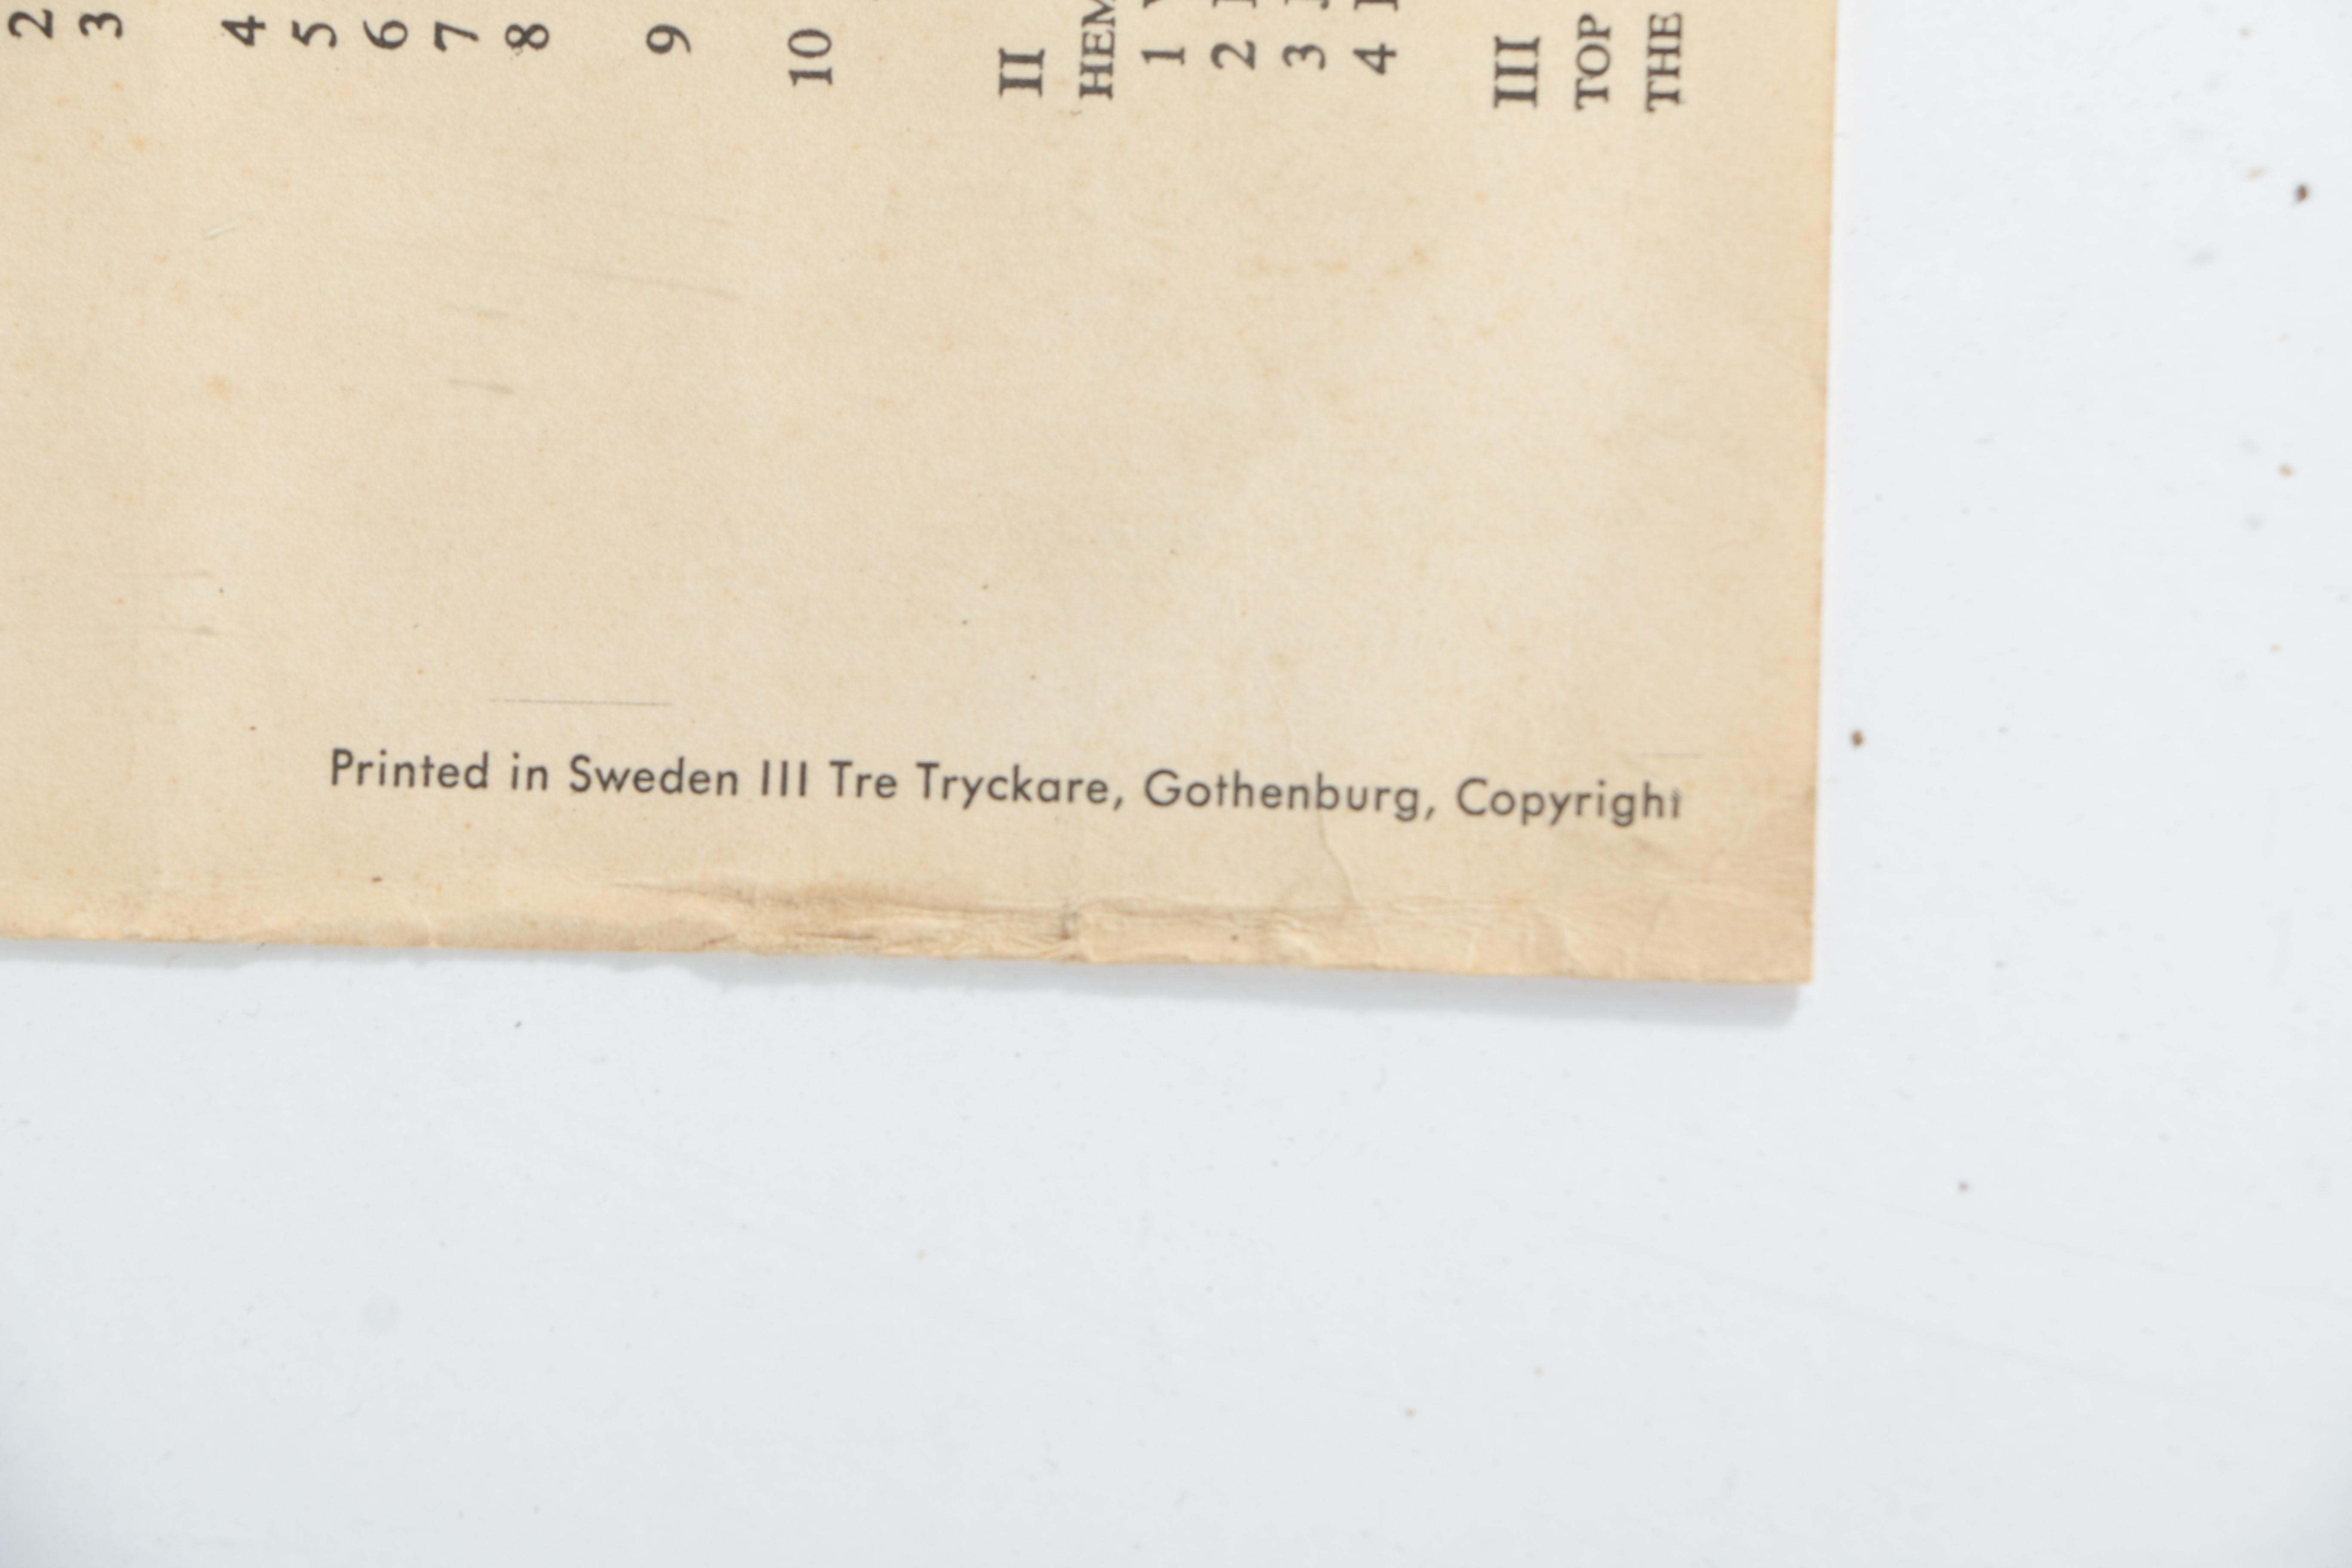 2
3
4
5
6
7
8
9
10
II
HEM
1
2
3
4
III
TOP
THE
Printed in Sweden III Tre Tryckare, Gothenburg, Copyright